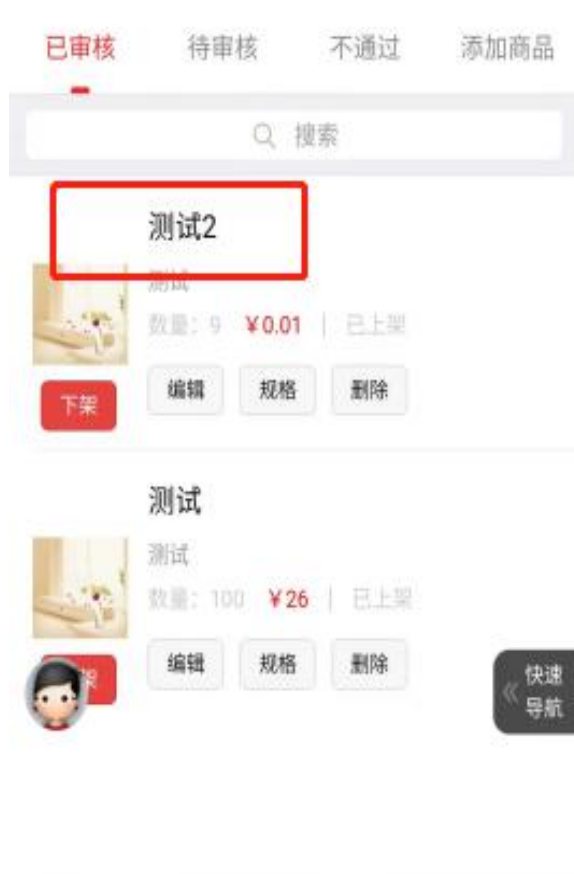 已审核 待审核 不通过 添加商品
搜索
测试2
测试
数量：9 ￥0.01 | 已上架
下架 编辑 规格 删除
测试
测试
数量：100 ￥26 | 已上架
架 编辑 规格 删除
《 快速
导航